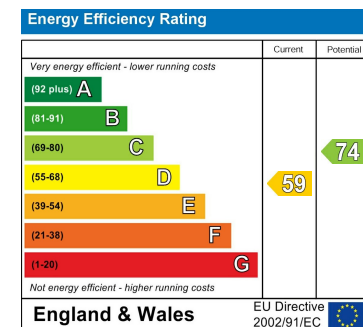 Energy Efficiency Rating
Current Potential
Very energy efficient - lower running costs
(92 plus) A
(81-91) B
(69-80) C
74
(55-68) D
59
(39-54) E
(21-38) F
(1-20) G
Not energy efficient - higher running costs
England & Wales
EU Directive
2002/91/EC